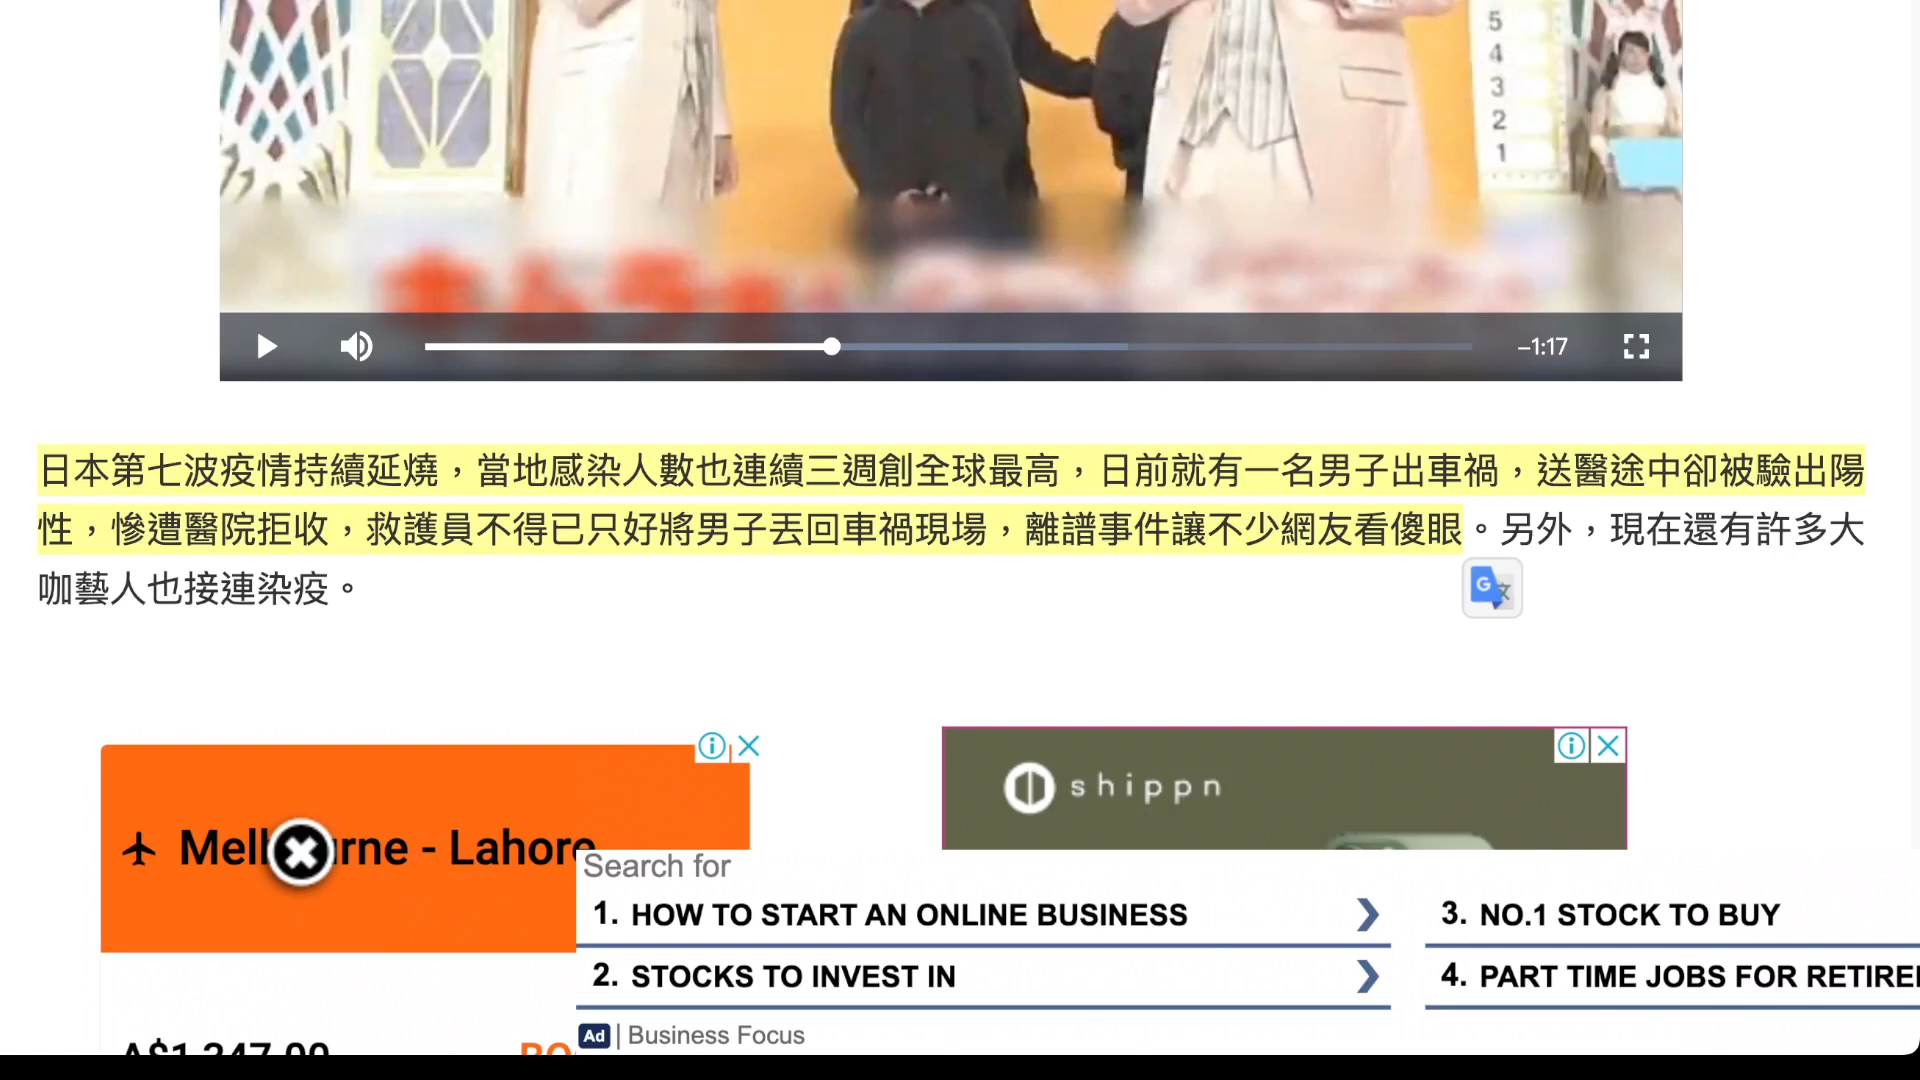 5
4
3
2
1
–1:17
日本第七波疫情持續延燒，當地感染人數也連續三週創全球最高，日前就有一名男子出車禍，送醫途中卻被驗出陽
性，慘遭醫院拒收，救護員不得已只好將男子丟回車禍現場，離譜事件讓不少網友看傻眼。另外，現在還有許多大
咖藝人也接連染疫。
shippn
- Lahore
Search for
1. HOW TO START AN ONLINE BUSINESS
3. NO.1 STOCK TO BUY
2. STOCKS TO INVEST IN
4. PART TIME JOBS FOR
Ad | Business Focus
A$1,347.00